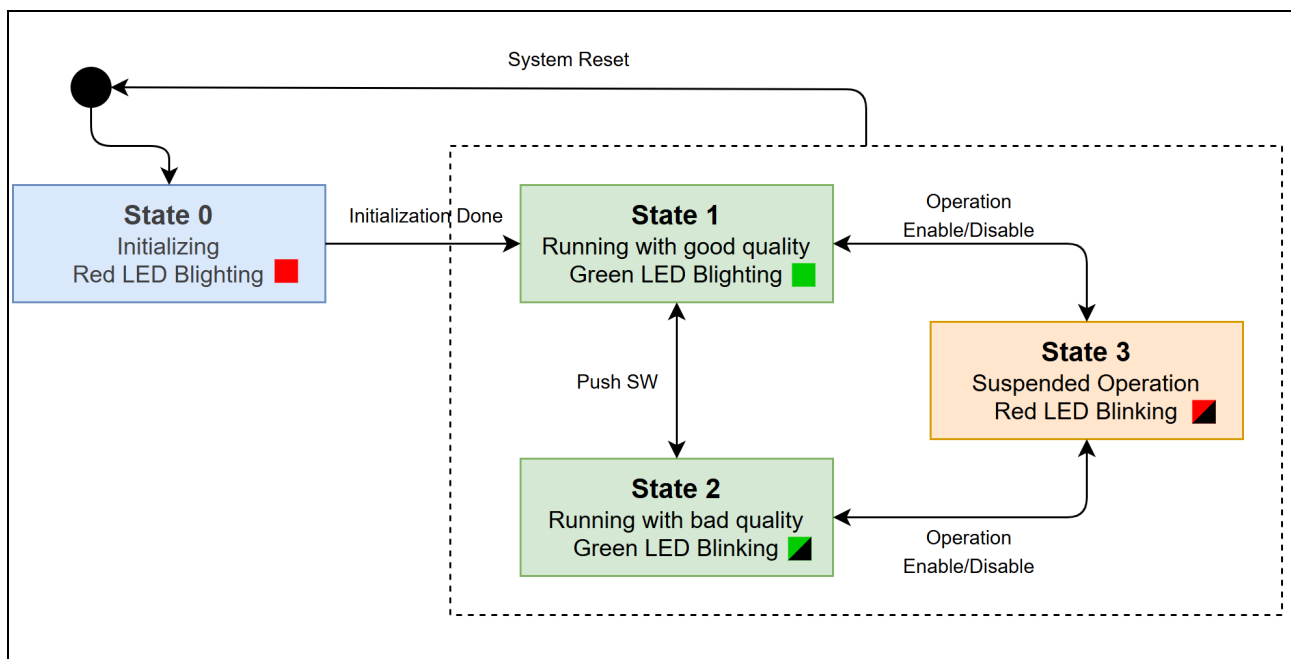 System Reset
State 0
Initializing
Red LED Blighting
Initialization Done
State 1
Running with good quality
Green LED Blighting
Operation
Enable/Disable
Push SW
State 3
Suspended Operation
Red LED Blinking
State 2
Running with bad quality
Green LED Blinking
Operation
Enable/Disable